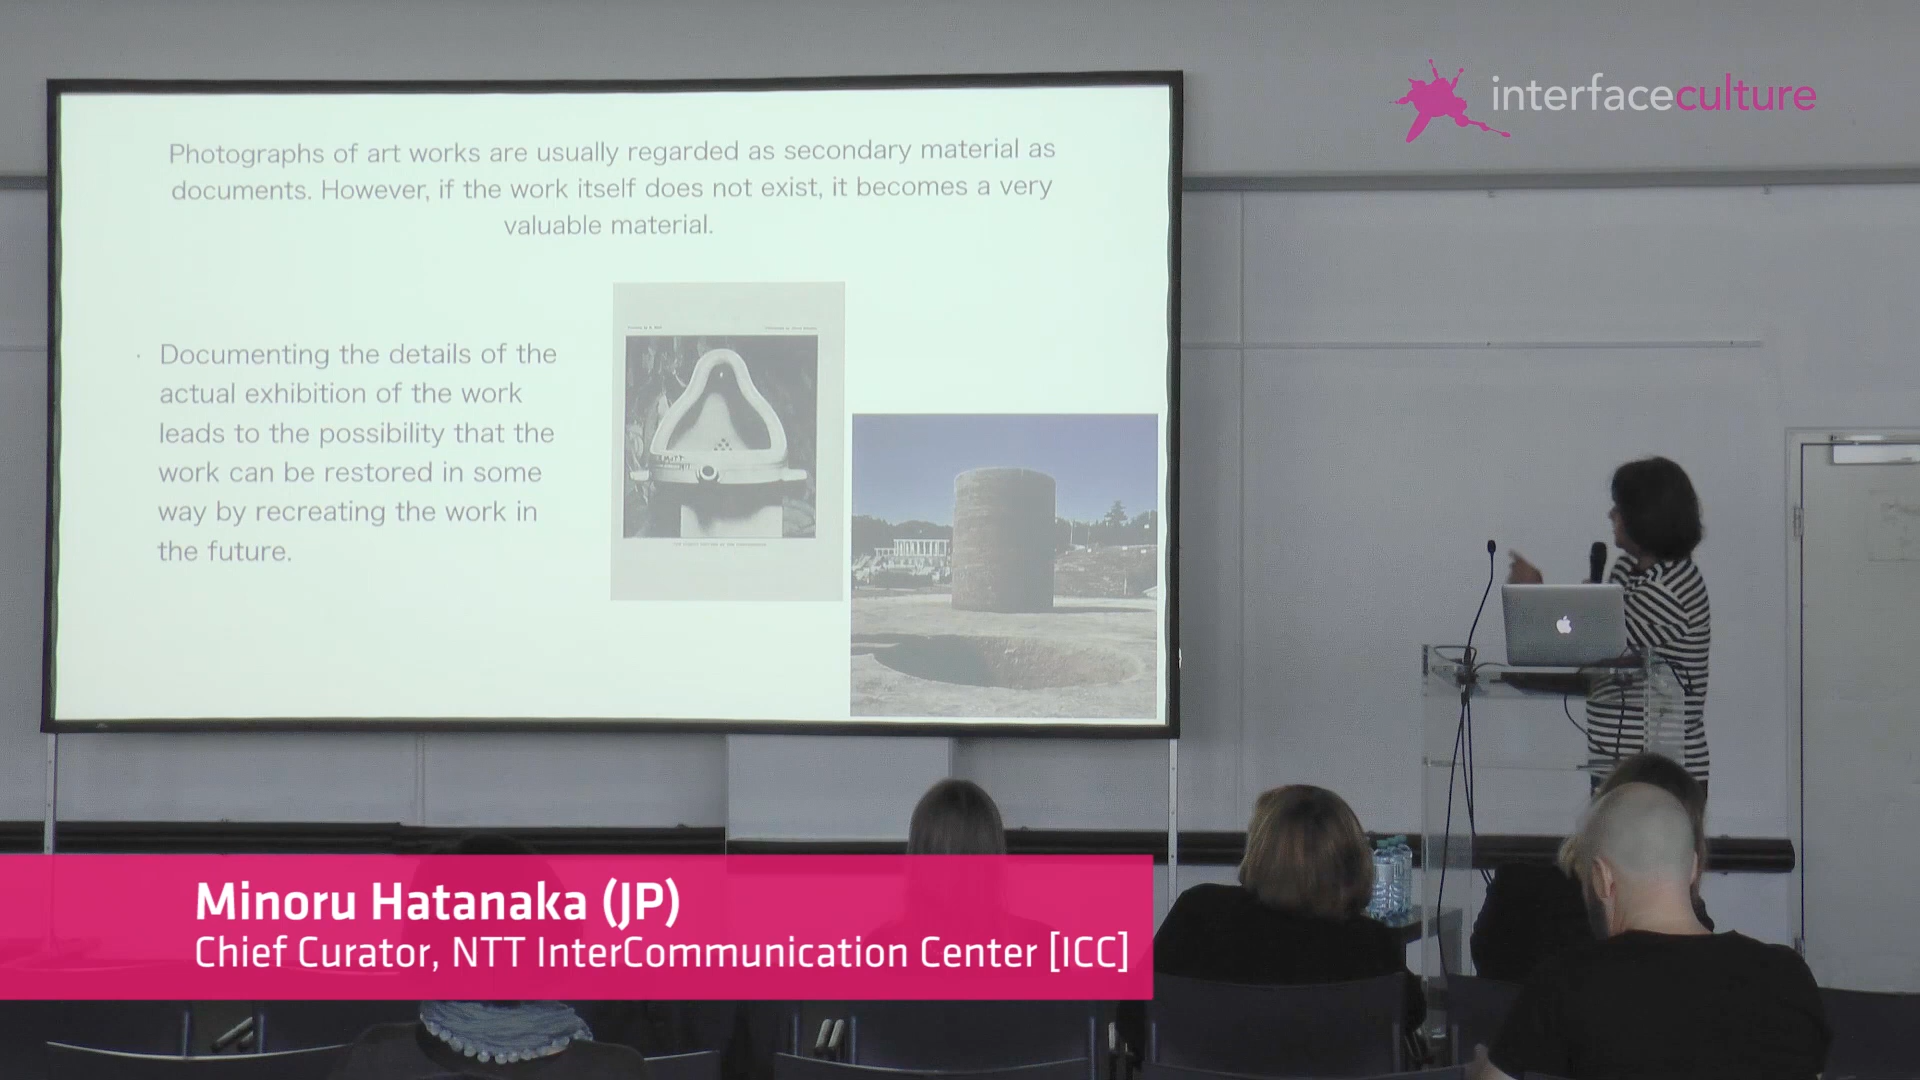 interfaceculture
Photographs of art works are usually regarded as secondary material as
documents. However, if the work itself does not exist, it becomes a very
valuable material.
· Documenting the details of the
actual exhibition of the work
leads to the possibility that the
work can be restored in some
way by recreating the work in
the future.
Minoru Hatanaka (JP)
Chief Curator, NTT InterCommunication Center [ICC]